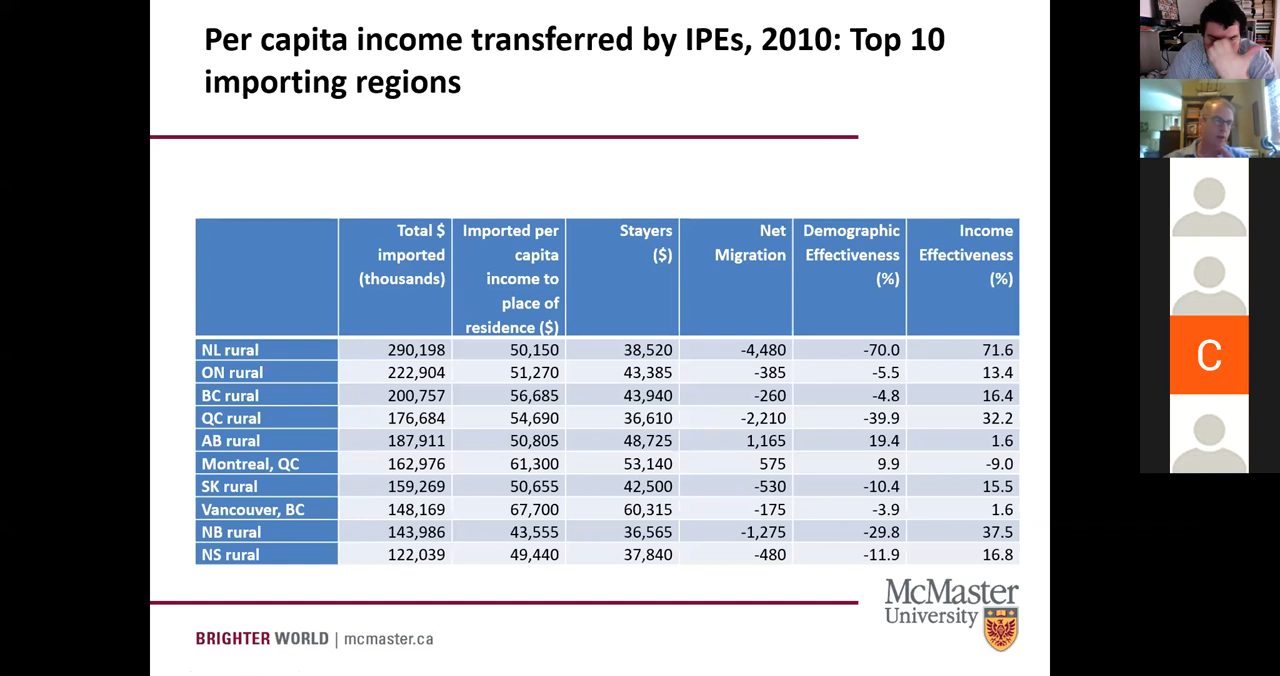 Per capita income transferred by IPEs, 2010: Top 10
importing regions
Total $ imported (thousands) Imported per capita income to place of residence ($) Stayers ($) Net Migration Demographic Effectiveness (%) Income Effectiveness (%)
NL rural 290,198 50,150 38,520 -4,480 -70.0 71.6
ON rural 222,904 51,270 43,385 -385 -5.5 13.4
BC rural 200,757 56,685 43,940 -260 -4.8 16.4
QC rural 176,684 54,690 36,610 -2,210 -39.9 32.2
AB rural 187,911 50,805 48,725 1,165 19.4 1.6
Montreal, QC 162,976 61,300 53,140 575 9.9 -9.0
SK rural 159,269 50,655 42,500 -530 -10.4 15.5
Vancouver, BC 148,169 67,700 60,315 -175 -3.9 1.6
NB rural 143,986 43,555 36,565 -1,275 -29.8 37.5
NS rural 122,039 49,440 37,840 -480 -11.9 16.8
BRIGHTER WORLD | mcmaster.ca
McMaster
University
C